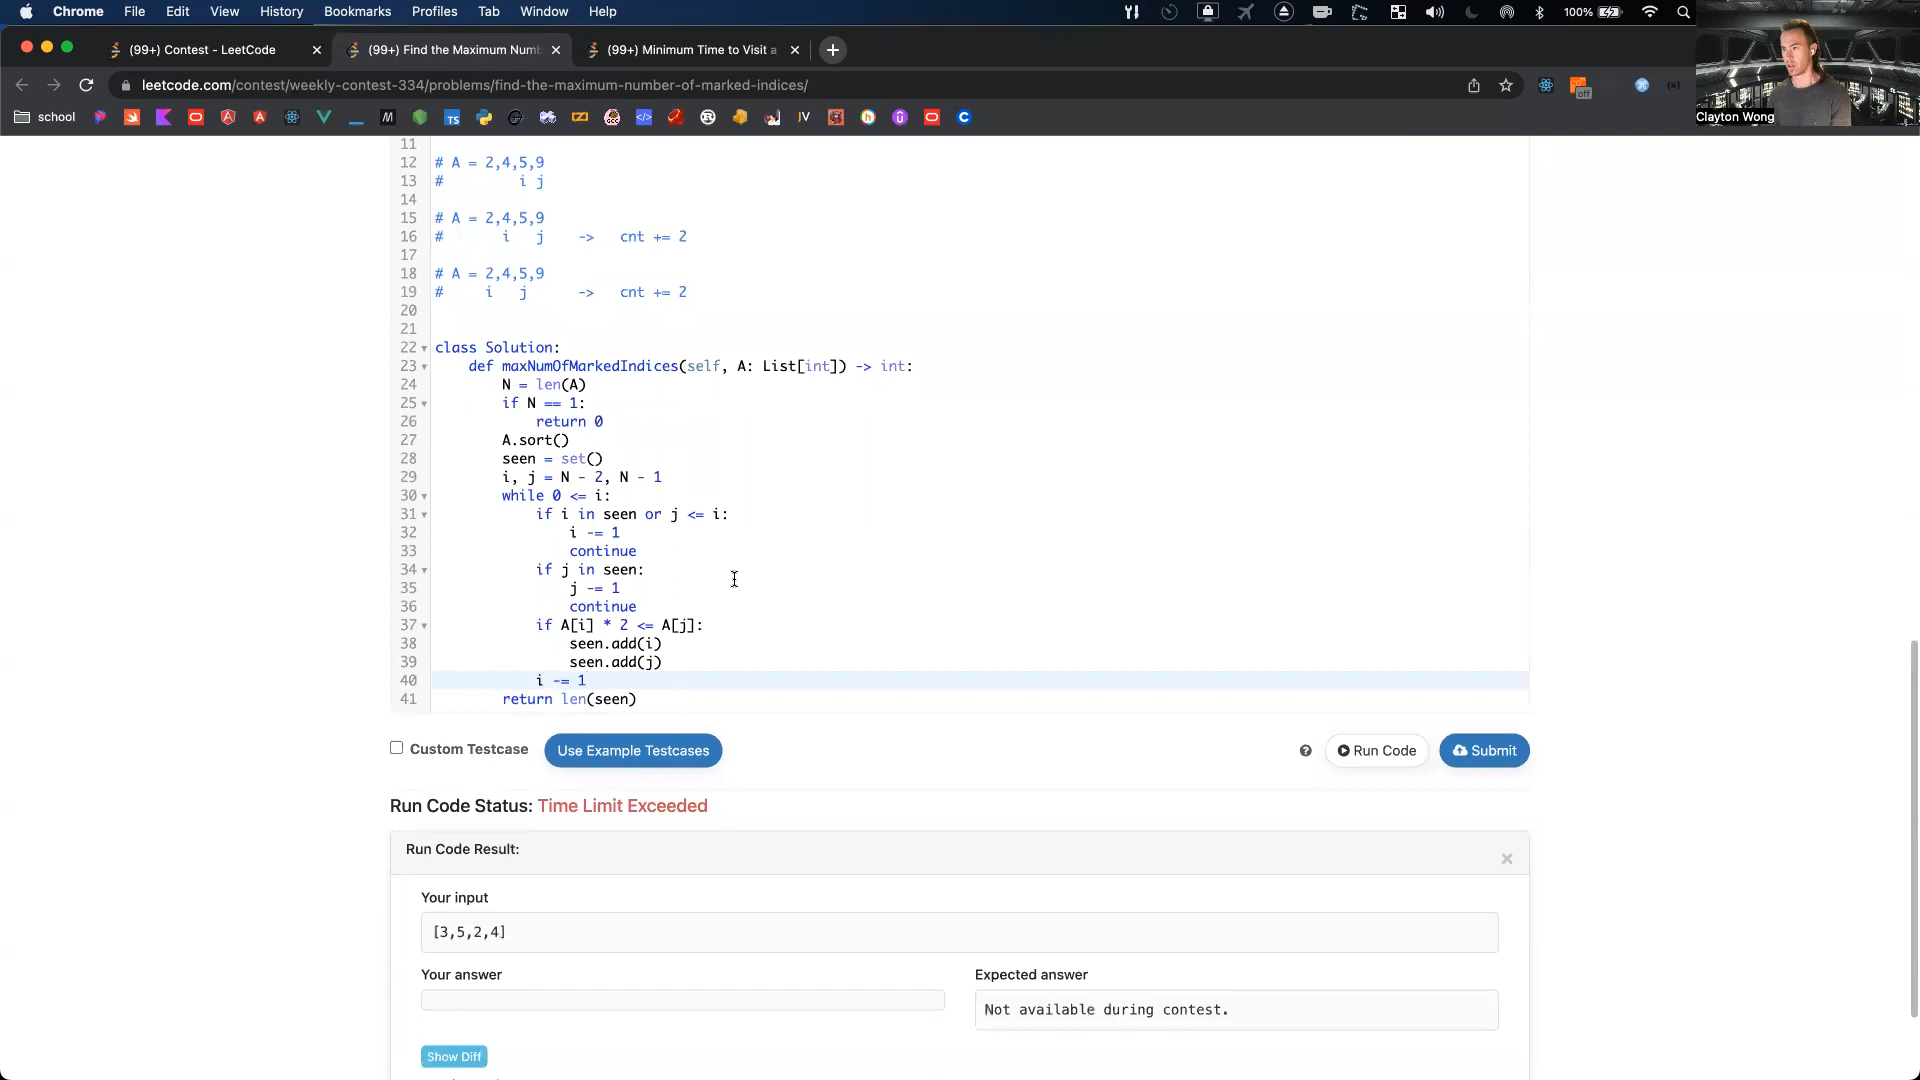 Chrome File Edit View History Bookmarks Profiles Tab Window Help 100%
(99+) Contest - LeetCode (99+) Find the Maximum Numb (99+) Minimum Time to Visit a
leetcode.com/contest/weekly-contest-334/problems/find-the-maximum-number-of-marked-indices/
off
school M TS JV C
Clayton Wong
11
12 # A = 2,4,5,9
13 # i j
14
15 # A = 2,4,5,9
16 # i j -> cnt += 2
17
18 # A = 2,4,5,9
19 # i j -> cnt += 2
20
21
22 class Solution:
23 def maxNumOfMarkedIndices(self, A: List[int]) -> int:
24 N = len(A)
25 if N == 1:
26 return 0
27 A.sort()
28 seen = set()
29 i, j = N - 2, N - 1
30 while 0 <= i:
31 if i in seen or j <= i:
32 i -= 1
33 continue
34 if j in seen:
35 j -= 1
36 continue
37 if A[i] * 2 <= A[j]:
38 seen.add(i)
39 seen.add(j)
40 i -= 1
41 return len(seen)
Custom Testcase Use Example Testcases Run Code Submit
Run Code Status: Time Limit Exceeded
Run Code Result:
Your input
[3,5,2,4]
Your answer Expected answer
Not available during contest.
Show Diff